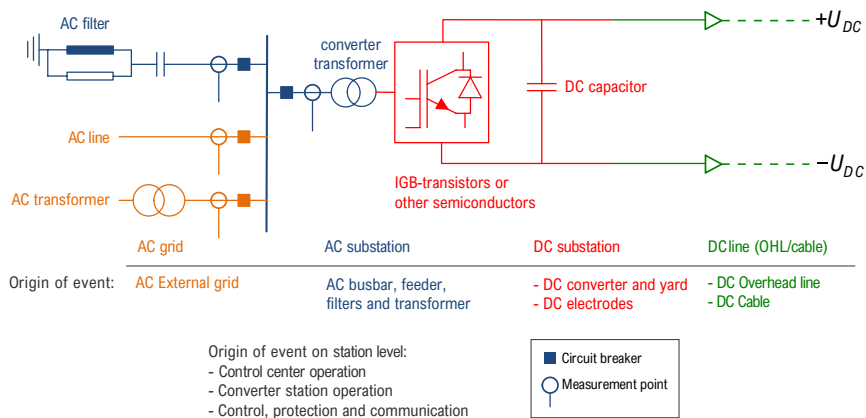 AC filter
converter
transformer
+U_DC
DC capacitor
AC line
AC transformer
IGB-transistors or
other semiconductors
−U_DC
AC grid
AC substation
DC substation
DC line (OHL/cable)
Origin of event:
AC External grid
AC busbar, feeder,
filters and transformer
- DC converter and yard
- DC electrodes
- DC Overhead line
- DC Cable
Origin of event on station level:
- Control center operation
- Converter station operation
- Control, protection and communication
Circuit breaker
Measurement point